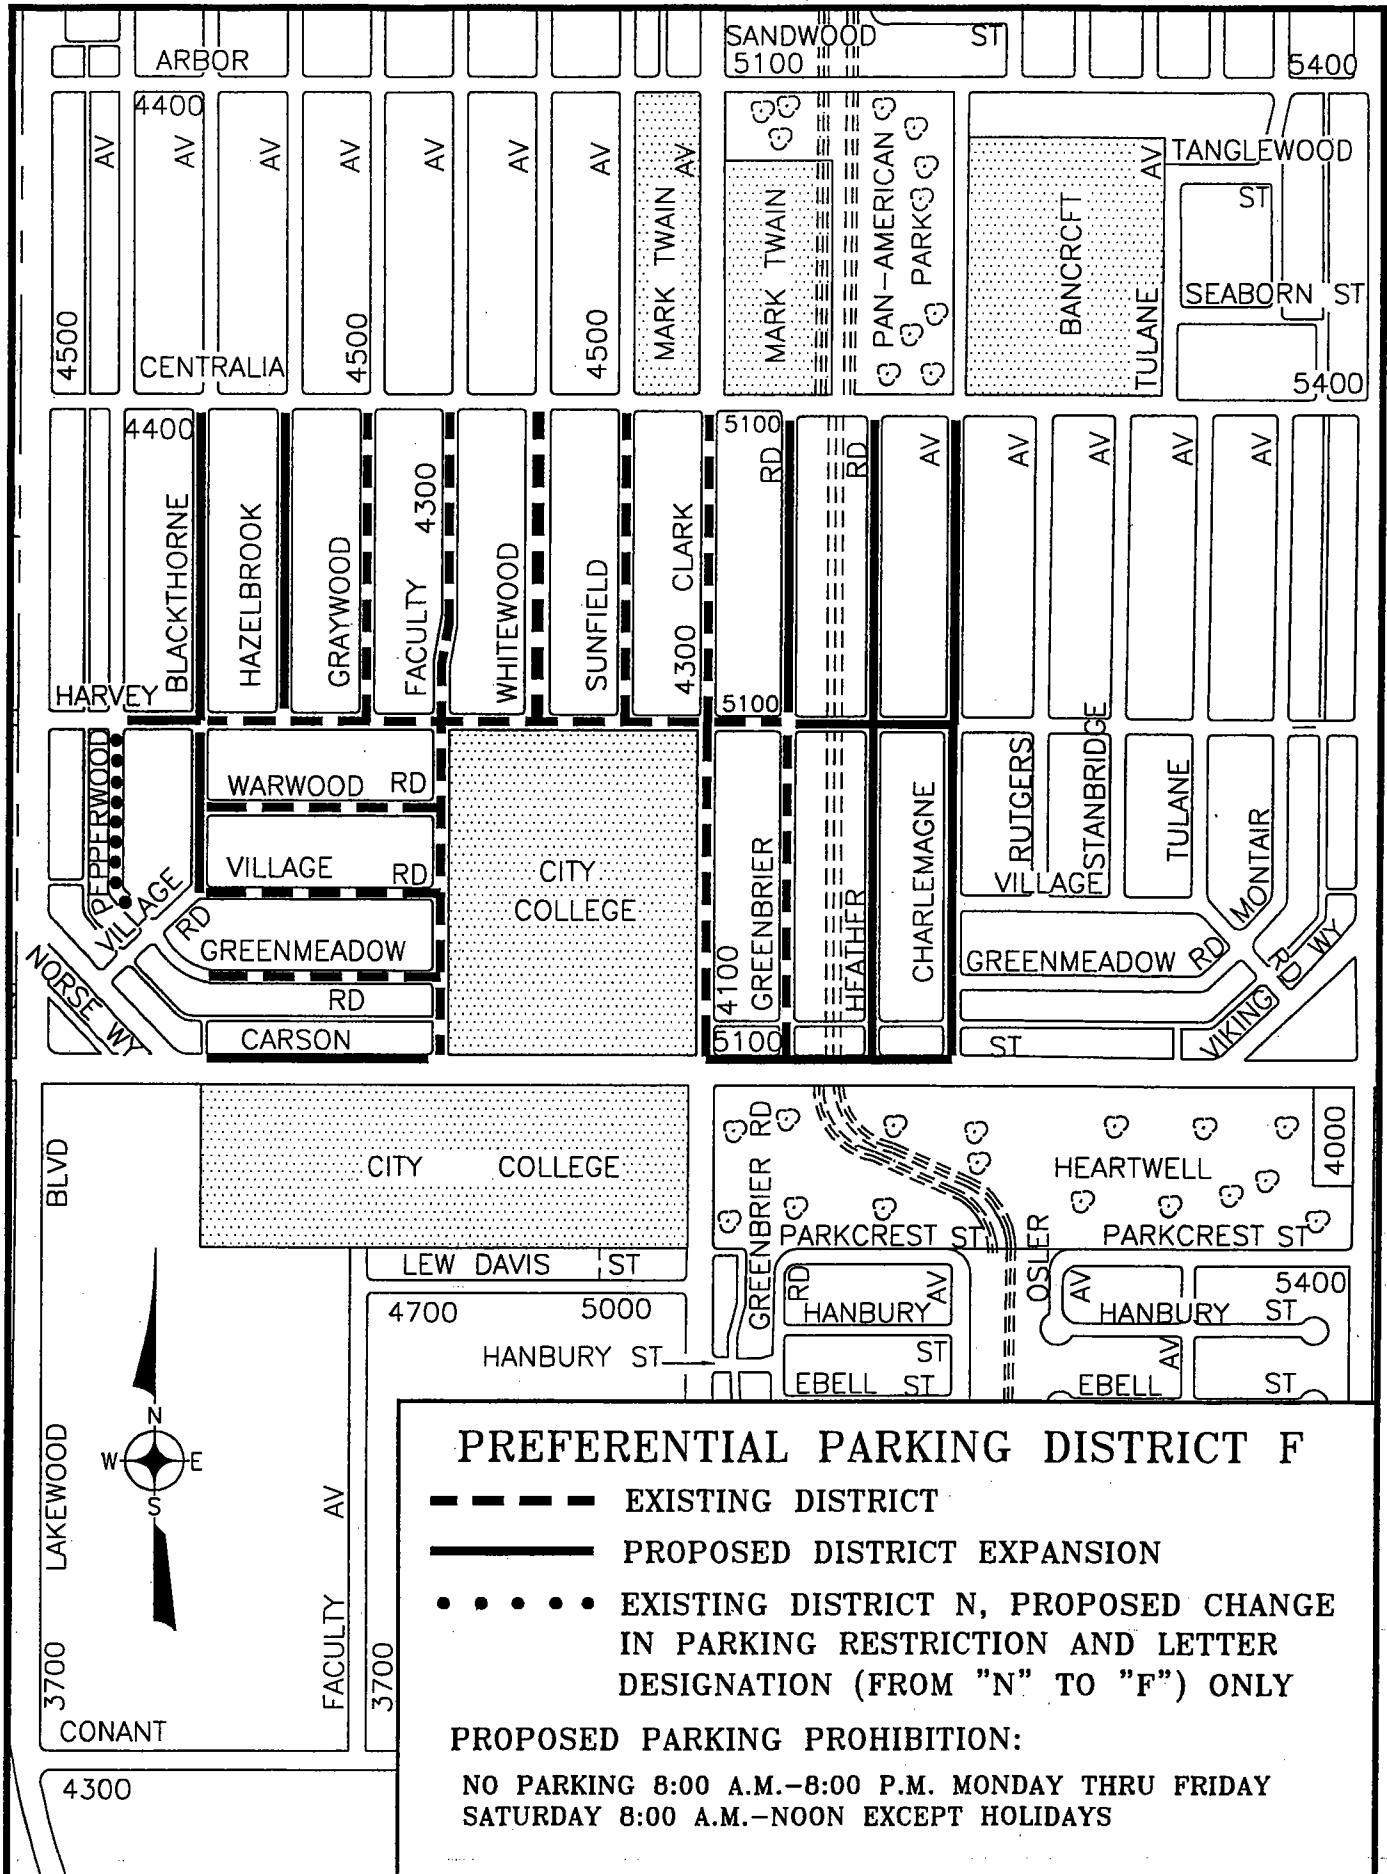 SANDWOOD ST
ARBOR
5100
5400
4400
AV
AV
AV
AV
AV
AV
AV
AV
AV
TANGLEWOOD
ST
MARK TWAIN
MARK TWAIN
PAN-AMERICAN
PARK
BANCRCFT
TULANE
SEABORN ST
4500
4500
4500
CENTRALIA
5400
4400
5100
RD
RD
AV
AV
AV
AV
AV
BLACKTHORNE
HAZELBROOK
GRAYWOOD
FACULTY
4300
WHITEWOOD
SUNFIELD
4300 CLARK
HARVEY
5100
PEPPERWOOD
WARWOOD RD
VILLAGE RD
VILLAGE
RD
GREENMEADOW
RD
CARSON
NORSE WY
CITY
COLLEGE
4100
GREENBRIER
HEATHER
CHARLEMAGNE
RUTGERS
STANBRIDGE
TULANE
MONTAIR
VILLAGE
GREENMEADOW RD
RD
VIKING WY
5100
ST
BLVD
CITY COLLEGE
GREENBRIER RD
HEARTWELL
4000
PARKCREST ST
PARKCREST ST
OSLER
LEW DAVIS ST
4700
5000
RD
HANBURY
AV
AV
5400
HANBURY
ST
HANBURY ST
ST
AV
EBELL ST
EBELL
ST
N
W
E
S
LAKEWOOD
3700
FACULTY AV
3700
CONANT
4300
PREFERENTIAL PARKING DISTRICT F
EXISTING DISTRICT
PROPOSED DISTRICT EXPANSION
EXISTING DISTRICT N, PROPOSED CHANGE
IN PARKING RESTRICTION AND LETTER
DESIGNATION (FROM "N" TO "F") ONLY
PROPOSED PARKING PROHIBITION:
NO PARKING 8:00 A.M.-8:00 P.M. MONDAY THRU FRIDAY
SATURDAY 8:00 A.M.-NOON EXCEPT HOLIDAYS